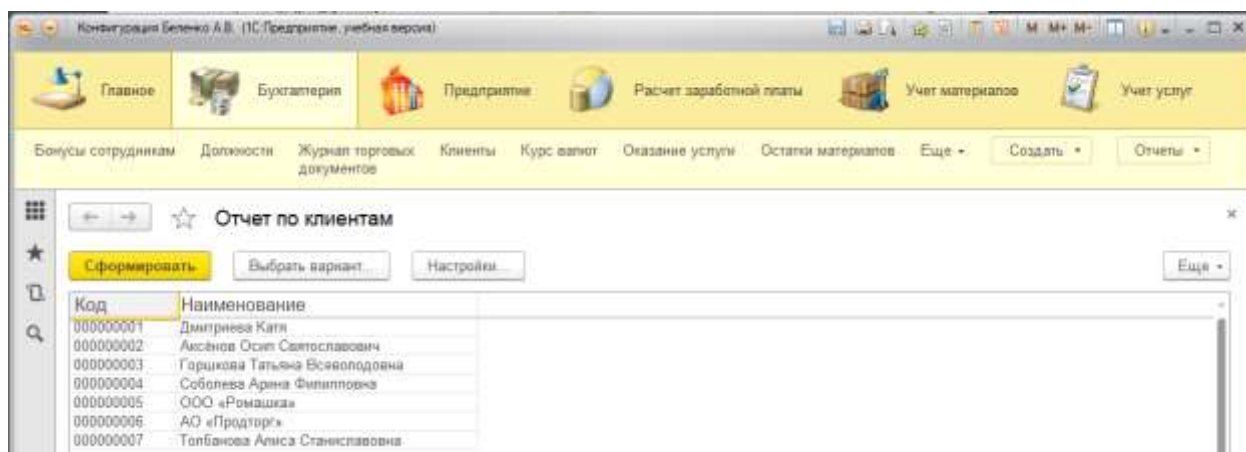 Конфигурация Беленко А.В. (1С:Предприятие, учебная версия)
M M+ M-
Главное Бухгалтерия Предприятие Расчет заработной платы Учет материалов Учет услуг
Бонусы сотрудникам Должности Журнал торговых документов Клиенты Курс валют Оказание услуги Остатки материалов Еще Создать Отчеты
Отчет по клиентам
Сформировать Выбрать вариант... Настройки... Еще
Код Наименование
000000001 Дмитриева Катя
000000002 Аксёнов Осип Святославович
000000003 Горшкова Татьяна Всеволодовна
000000004 Соболева Арина Филипповна
000000005 ООО «Ромашка»
000000006 АО «Продторг»
000000007 Толбанова Алиса Станиславовна